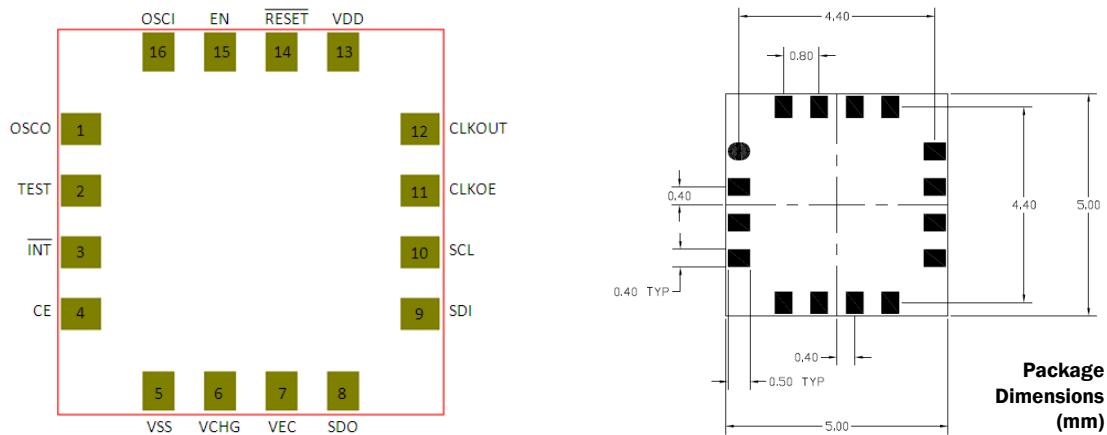 OSCI EN RESET VDD
16 15 14 13
OSCO 1 12 CLKOUT
TEST 2 11 CLKOE
INT 3 10 SCL
CE 4 9 SDI
5 6 7 8
VSS VCHG VEC SDO
4.40
0.80
0.40
4.40 5.00
0.40 TYP
0.40
0.50 TYP
5.00
Package
Dimensions
(mm)